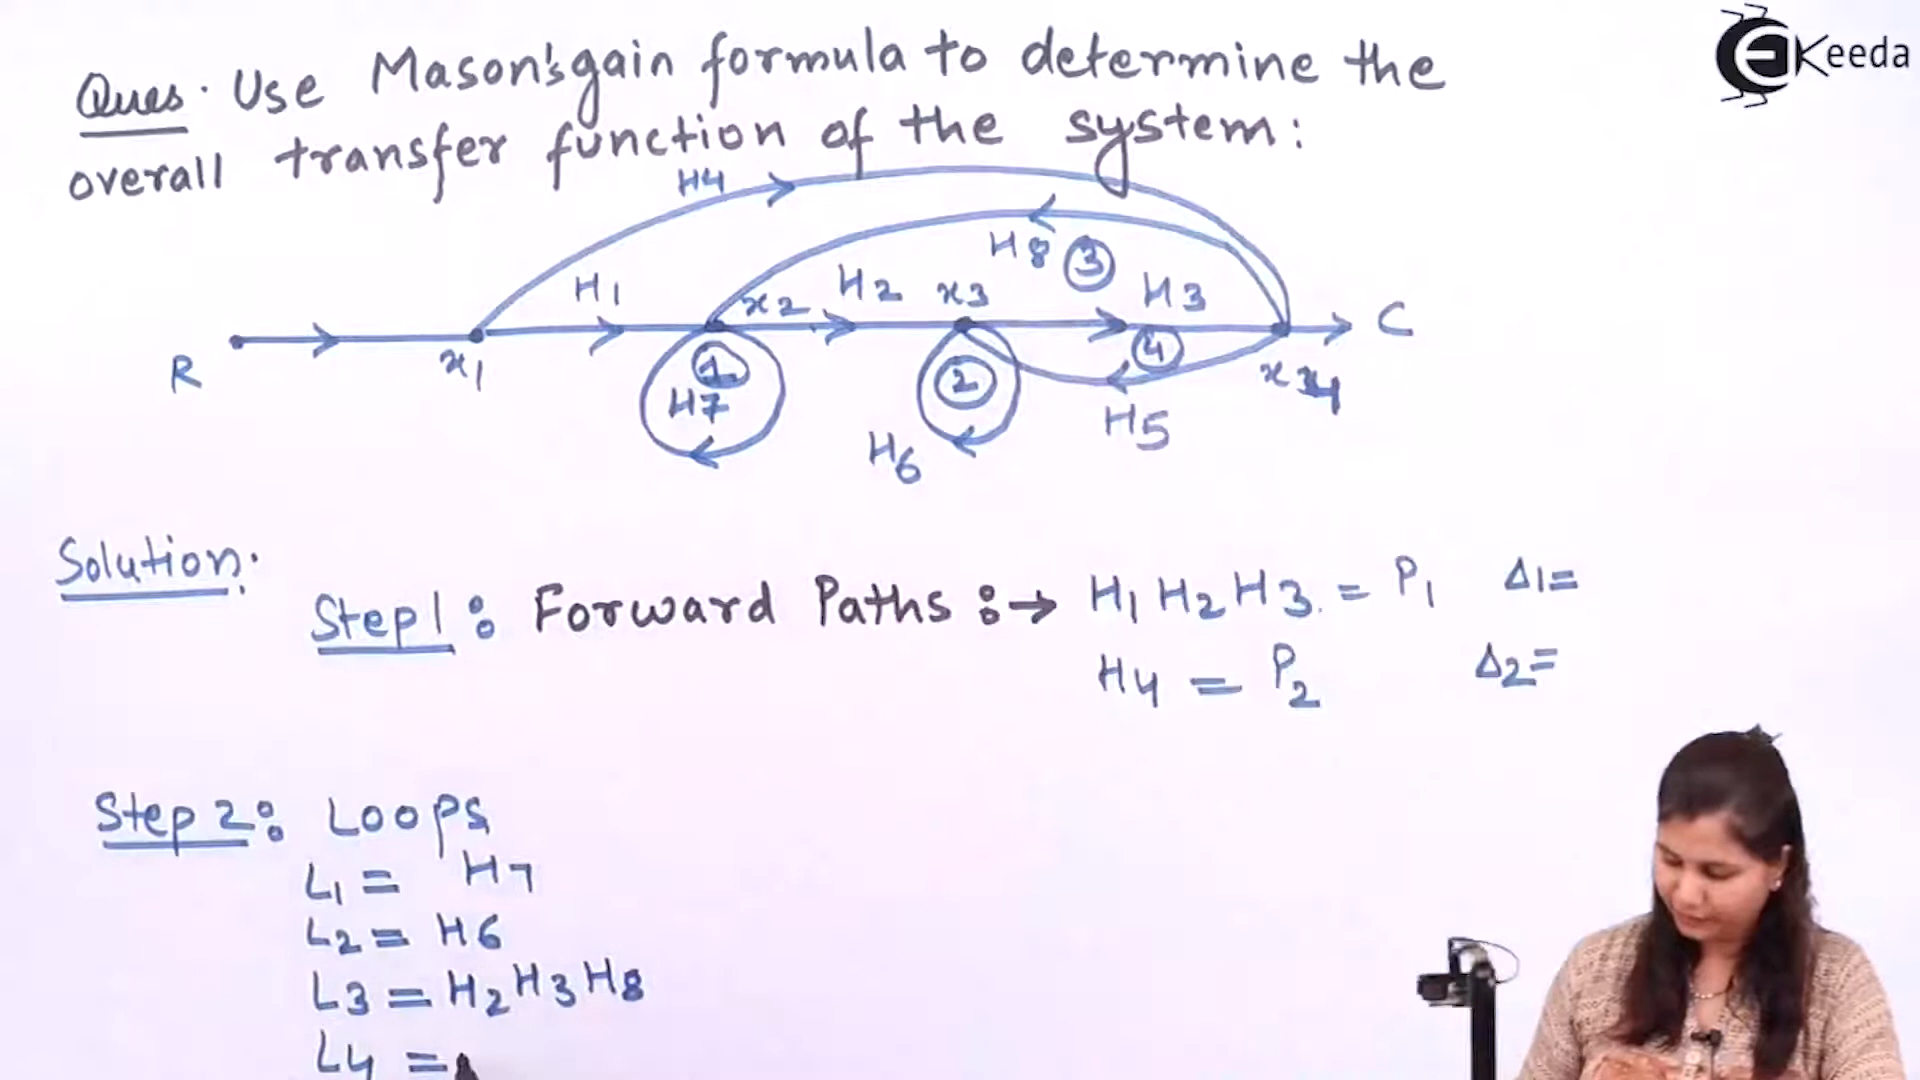 EKeeda
Ques. Use Mason's gain formula to determine the
overall transfer function of the system:
H4
H8 3
H1 x2 H2 x3 H3 C
R x1 1 2 4 x4
H7 H5
H6
Solution:
Step 1: Forward Paths :→ H1 H2 H3. = P1 Δ1=
H4 = P2 Δ2=
Step 2: Loops
L1 = H7
L2 = H6
L3 = H2 H3 H8
L4 =